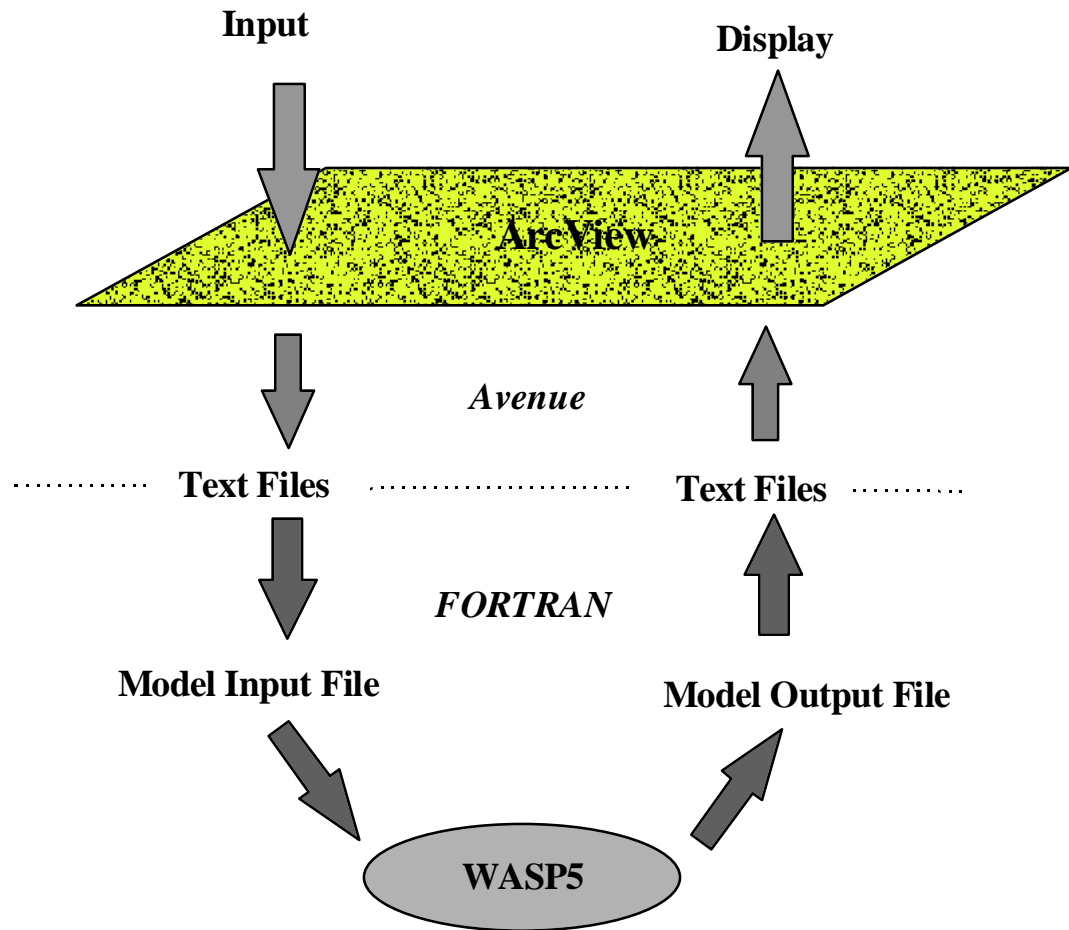 Input
Display
ArcView
Avenue
Text Files
Text Files
FORTRAN
Model Input File
Model Output File
WASP5